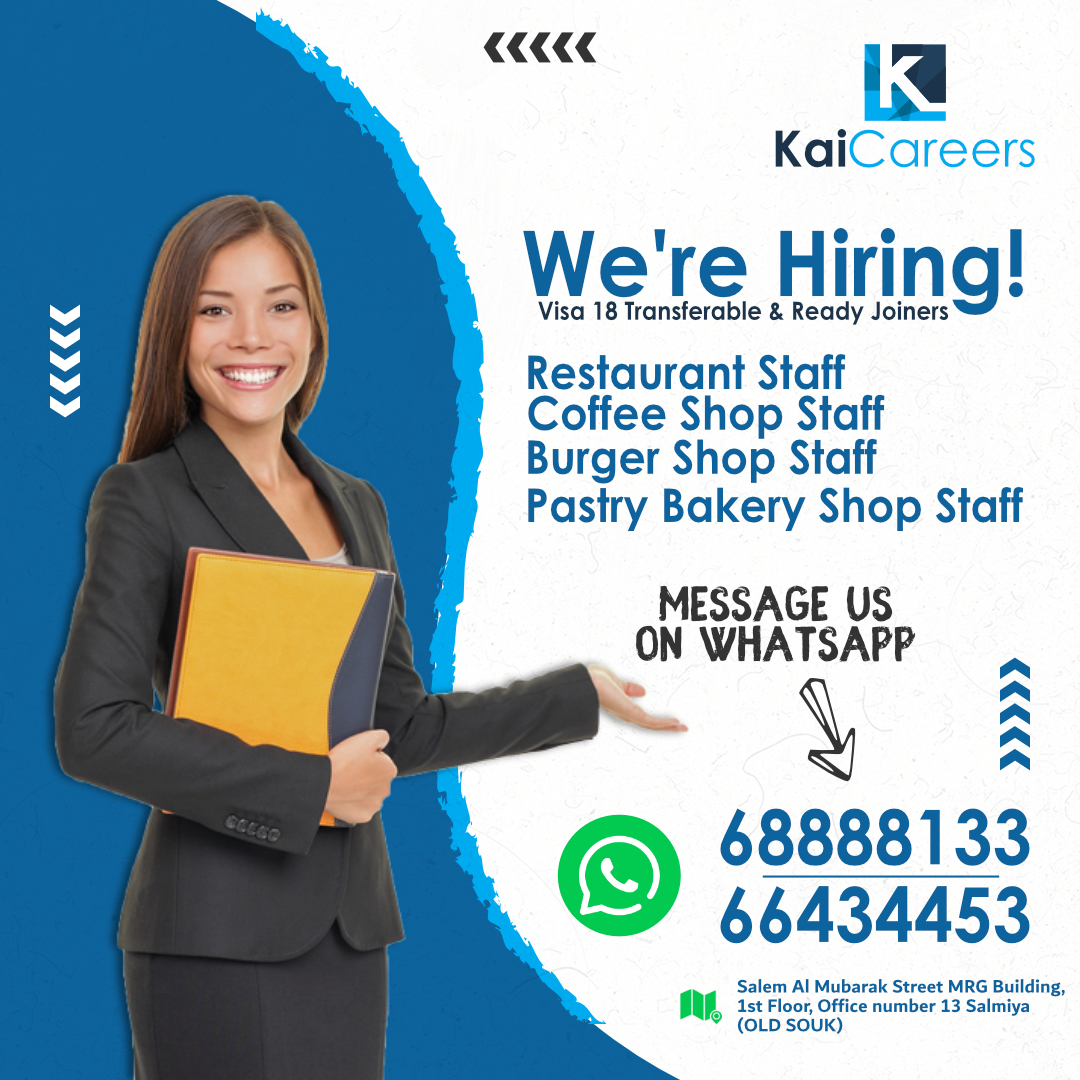 K
KaiCareers
We're Hiring!
Visa 18 Transferable & Ready Joiners
Restaurant Staff
Coffee Shop Staff
Burger Shop Staff
Pastry Bakery Shop Staff
MESSAGE US
ON WHATSAPP
68888133
66434453
Salem Al Mubarak Street MRG Building,
1st Floor, Office number 13 Salmiya
(OLD SOUK)